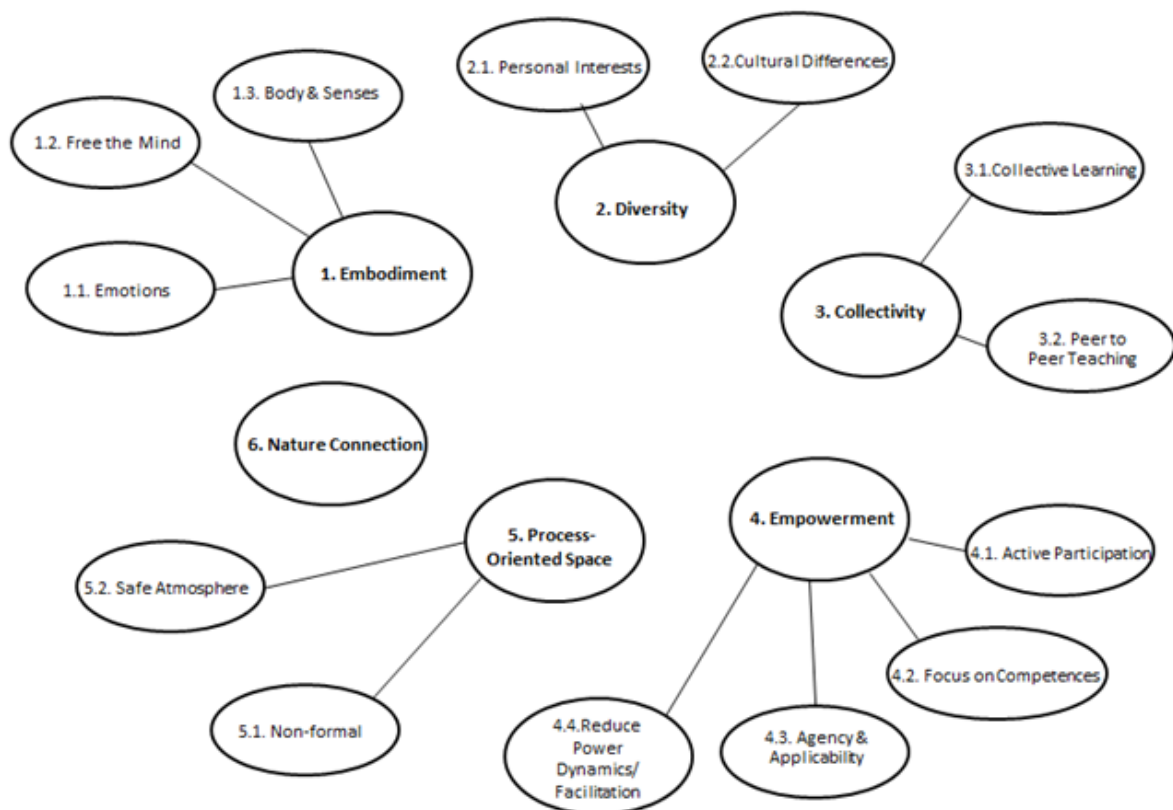 2.1. Personal Interests
2.2.Cultural Differences
1.3. Body & Senses
1.2. Free the Mind
3.1.Collective Learning
2. Diversity
1. Embodiment
1.1. Emotions
3. Collectivity
3.2. Peer to
Peer Teaching
6. Nature Connection
4. Empowerment
5. Process-
Oriented Space
4.1. Active Participation
5.2. Safe Atmosphere
4.2. Focus on Competences
5.1. Non-formal
4.4.Reduce
Power
Dynamics/
Facilitation
4.3. Agency &
Applicability